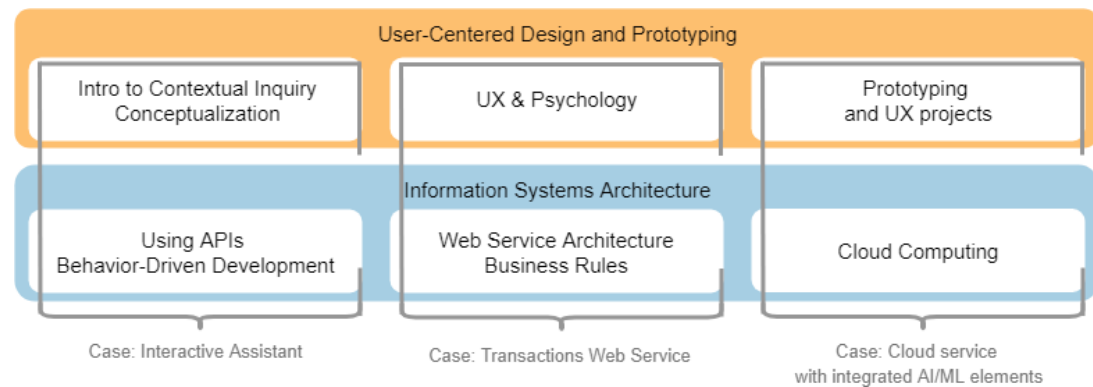 User-Centered Design and Prototyping
Intro to Contextual Inquiry
Conceptualization
UX & Psychology
Prototyping
and UX projects
Information Systems Architecture
Using APIs
Behavior-Driven Development
Web Service Architecture
Business Rules
Cloud Computing
Case: Interactive Assistant
Case: Transactions Web Service
Case: Cloud service
with integrated AI/ML elements